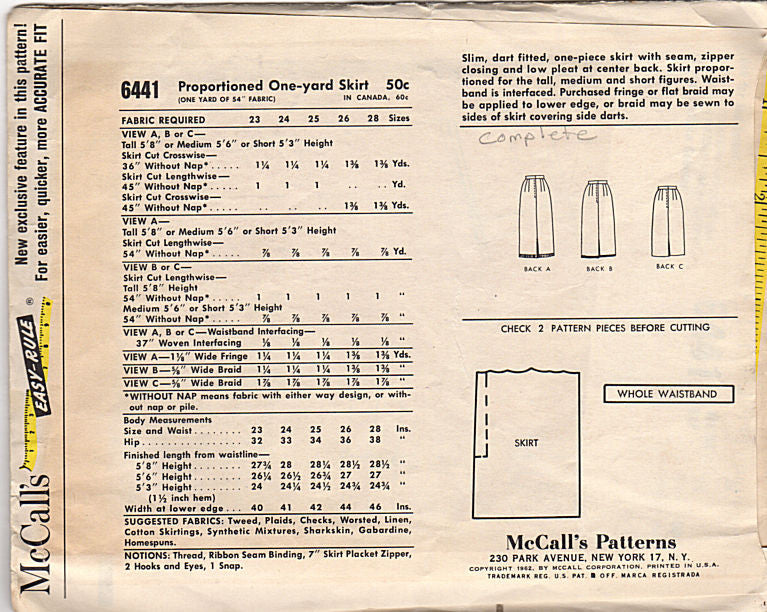 New exclusive feature in this pattern!
For easier, quicker, more ACCURATE FIT
EASY-RULE ®
McCall's
6441 Proportioned One-yard Skirt 50c
(ONE YARD OF 54" FABRIC) IN CANADA, 60c
FABRIC REQUIRED 23 24 25 26 28 Sizes
VIEW A, B or C—
Tall 5'8" or Medium 5'6" or Short 5'3" Height
Skirt Cut Crosswise—
36" Without Nap*..... 1¼ 1¼ 1¼ 1⅜ 1⅜ Yds.
Skirt Cut Lengthwise—
45" Without Nap*..... 1 1 1 .. .. Yd.
Skirt Cut Crosswise—
45" Without Nap*..... .. .. .. 1⅜ 1⅜ Yds.
VIEW A—
Tall 5'8" or Medium 5'6" or Short 5'3" Height
Skirt Cut Lengthwise—
54" Without Nap*..... ⅞ ⅞ ⅞ ⅞ ⅞ Yd.
VIEW B or C—
Skirt Cut Lengthwise—
Tall 5'8" Height
54" Without Nap*..... 1 1 1 1 1 "
Medium 5'6" or Short 5'3" Height
54" Without Nap*..... ⅞ ⅞ ⅞ ⅞ ⅞ "
VIEW A, B or C—Waistband Interfacing—
37" Woven Interfacing ⅛ ⅛ ⅛ ⅛ ⅛ "
VIEW A—1⅛" Wide Fringe 1¼ 1¼ 1¼ 1⅜ 1⅜ Yds.
VIEW B—⅝" Wide Braid 1¼ 1¼ 1¼ 1⅜ 1⅜ "
VIEW C—⅝" Wide Braid 1⅞ 1⅞ 1⅞ 1⅞ 1⅞ "
*WITHOUT NAP means fabric with either way design, or with-
out nap or pile.
Body Measurements
Size and Waist........ 23 24 25 26 28 Ins.
Hip................ 32 33 34 36 38 "
Finished length from waistline—
5'8" Height........ 27¾ 28 28¼ 28½ 28½ "
5'6" Height........ 26¼ 26½ 26¾ 27 27 "
5'3" Height........ 24 24¼ 24½ 24¾ 24¾ "
(1½ inch hem)
Width at lower edge... 40 41 42 44 46 Ins.
SUGGESTED FABRICS: Tweed, Plaids, Checks, Worsted, Linen,
Cotton Skirtings, Synthetic Mixtures, Sharkskin, Gabardine,
Homespuns.
NOTIONS: Thread, Ribbon Seam Binding, 7" Skirt Placket Zipper,
2 Hooks and Eyes, 1 Snap.
Slim, dart fitted, one-piece skirt with seam, zipper
closing and low pleat at center back. Skirt propor-
tioned for the tall, medium and short figures. Waist-
band is interfaced. Purchased fringe or flat braid may
be applied to lower edge, or braid may be sewn to
sides of skirt covering side darts.
complete
BACK A BACK B BACK C
CHECK 2 PATTERN PIECES BEFORE CUTTING
WHOLE WAISTBAND
SKIRT
McCall's Patterns
230 PARK AVENUE, NEW YORK 17, N. Y.
COPYRIGHT 1962, BY MCCALL CORPORATION. PRINTED IN U.S.A.
TRADEMARK REG. U.S. PAT. ■ OFF. MARCA REGISTRADA